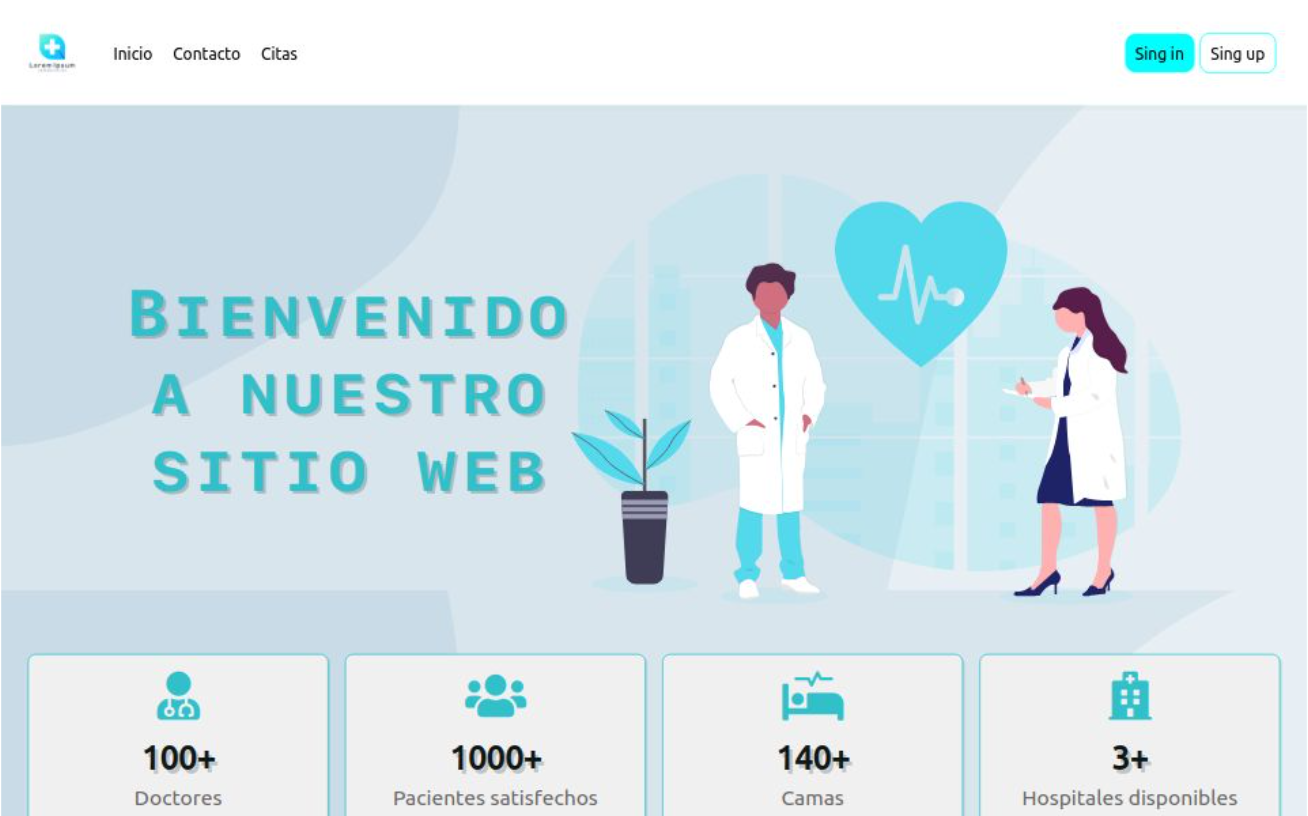 Lorem Ipsum
Inicio Contacto Citas
Sing in Sing up
BIENVENIDO
A NUESTRO
SITIO WEB
100+
Doctores
1000+
Pacientes satisfechos
140+
Camas
3+
Hospitales disponibles